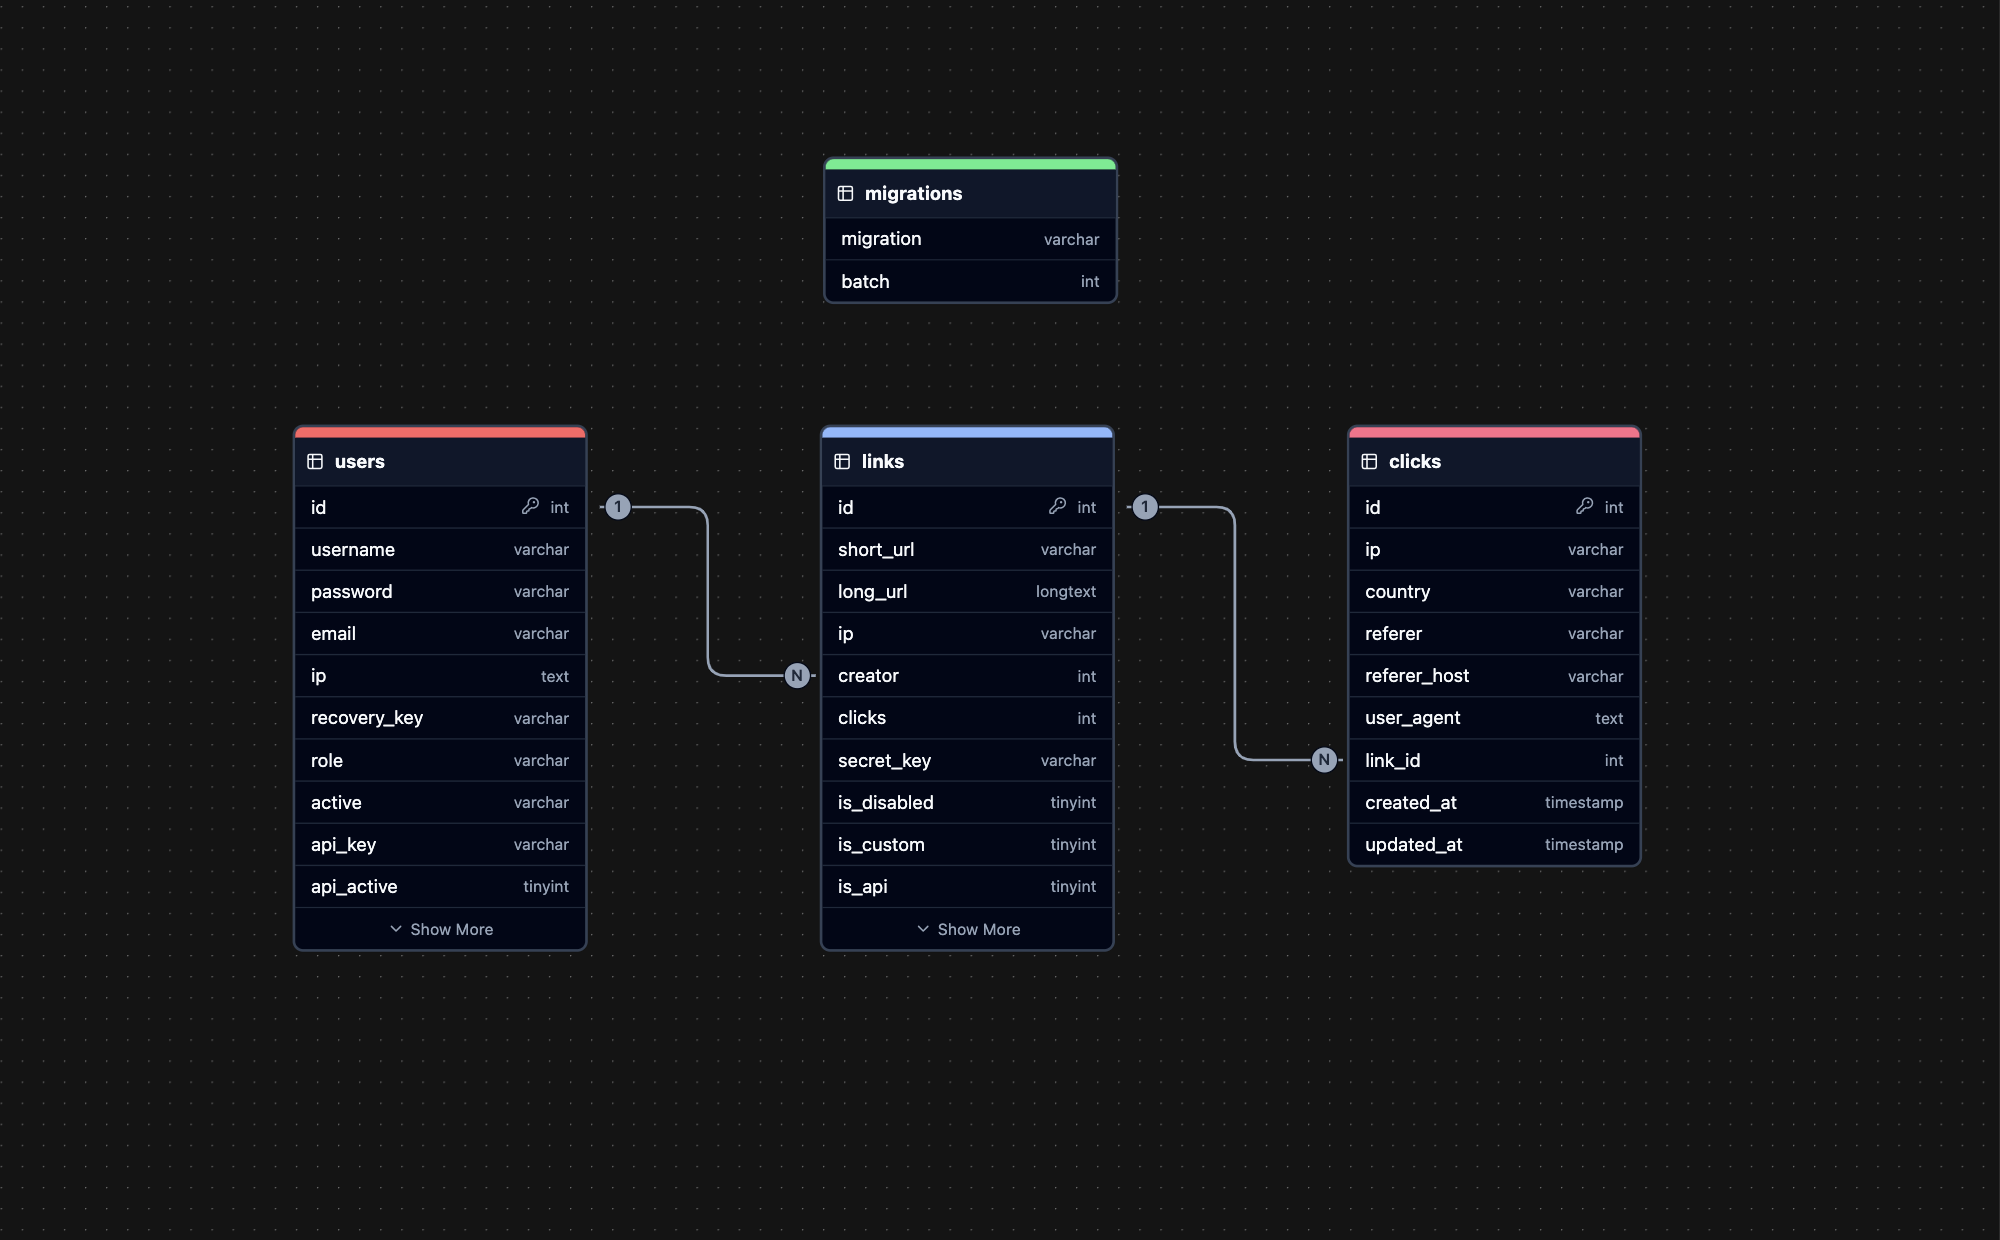 migrations
migration varchar
batch int
users
id int
username varchar
password varchar
email varchar
ip text
recovery_key varchar
role varchar
active varchar
api_key varchar
api_active tinyint
Show More
1
N
links
id int
short_url varchar
long_url longtext
ip varchar
creator int
clicks int
secret_key varchar
is_disabled tinyint
is_custom tinyint
is_api tinyint
Show More
1
N
clicks
id int
ip varchar
country varchar
referer varchar
referer_host varchar
user_agent text
link_id int
created_at timestamp
updated_at timestamp